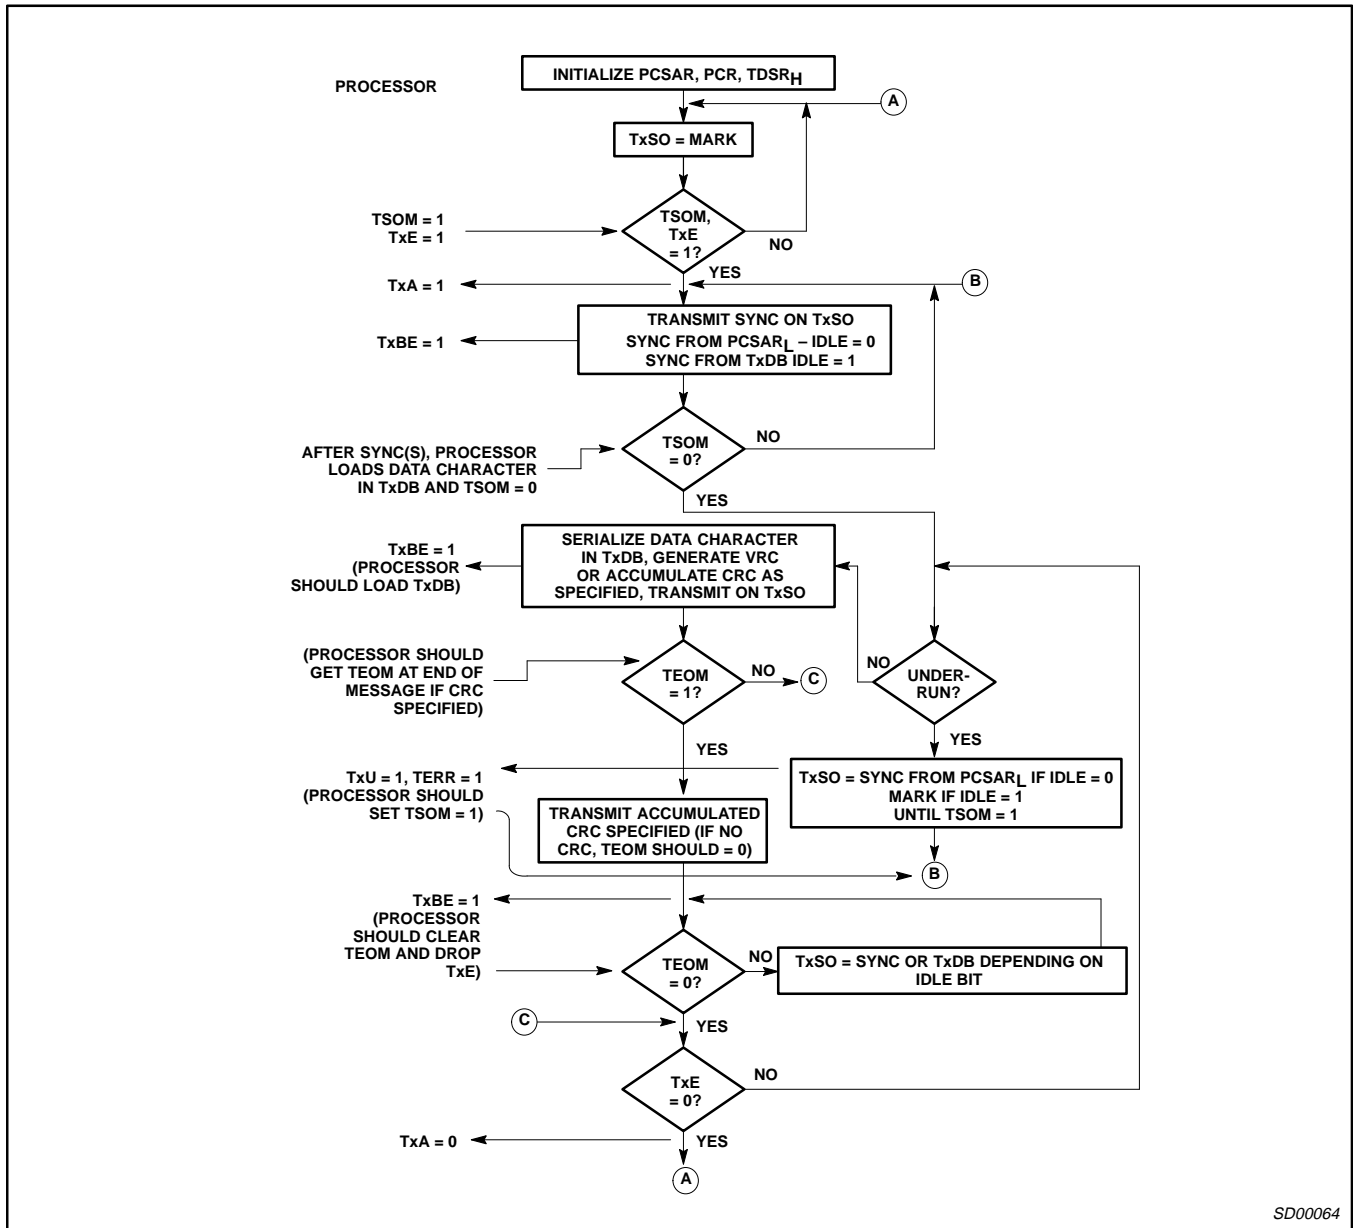 INITIALIZE PCSAR, PCR, TDSRH
PROCESSOR
A
TxSO = MARK
TSOM = 1
TxE = 1
TSOM,
TxE
= 1?
NO
YES
TxA = 1
B
TRANSMIT SYNC ON TxSO
SYNC FROM PCSARL – IDLE = 0
SYNC FROM TxDB IDLE = 1
TxBE = 1
TSOM
= 0?
NO
AFTER SYNC(S), PROCESSOR
LOADS DATA CHARACTER
IN TxDB AND TSOM = 0
YES
SERIALIZE DATA CHARACTER
IN TxDB, GENERATE VRC
OR ACCUMULATE CRC AS
SPECIFIED, TRANSMIT ON TxSO
TxBE = 1
(PROCESSOR
SHOULD LOAD TxDB)
(PROCESSOR SHOULD
GET TEOM AT END OF
MESSAGE IF CRC
SPECIFIED)
TEOM
= 1?
NO
C
NO
UNDER-
RUN?
YES
YES
TxU = 1, TERR = 1
(PROCESSOR SHOULD
SET TSOM = 1)
TxSO = SYNC FROM PCSARL IF IDLE = 0
MARK IF IDLE = 1
UNTIL TSOM = 1
TRANSMIT ACCUMULATED
CRC SPECIFIED (IF NO
CRC, TEOM SHOULD = 0)
B
TxBE = 1
(PROCESSOR
SHOULD CLEAR
TEOM AND DROP
TxE)
TEOM
= 0?
NO
TxSO = SYNC OR TxDB DEPENDING ON
IDLE BIT
C
YES
TxE
= 0?
NO
TxA = 0
YES
A
SD00064